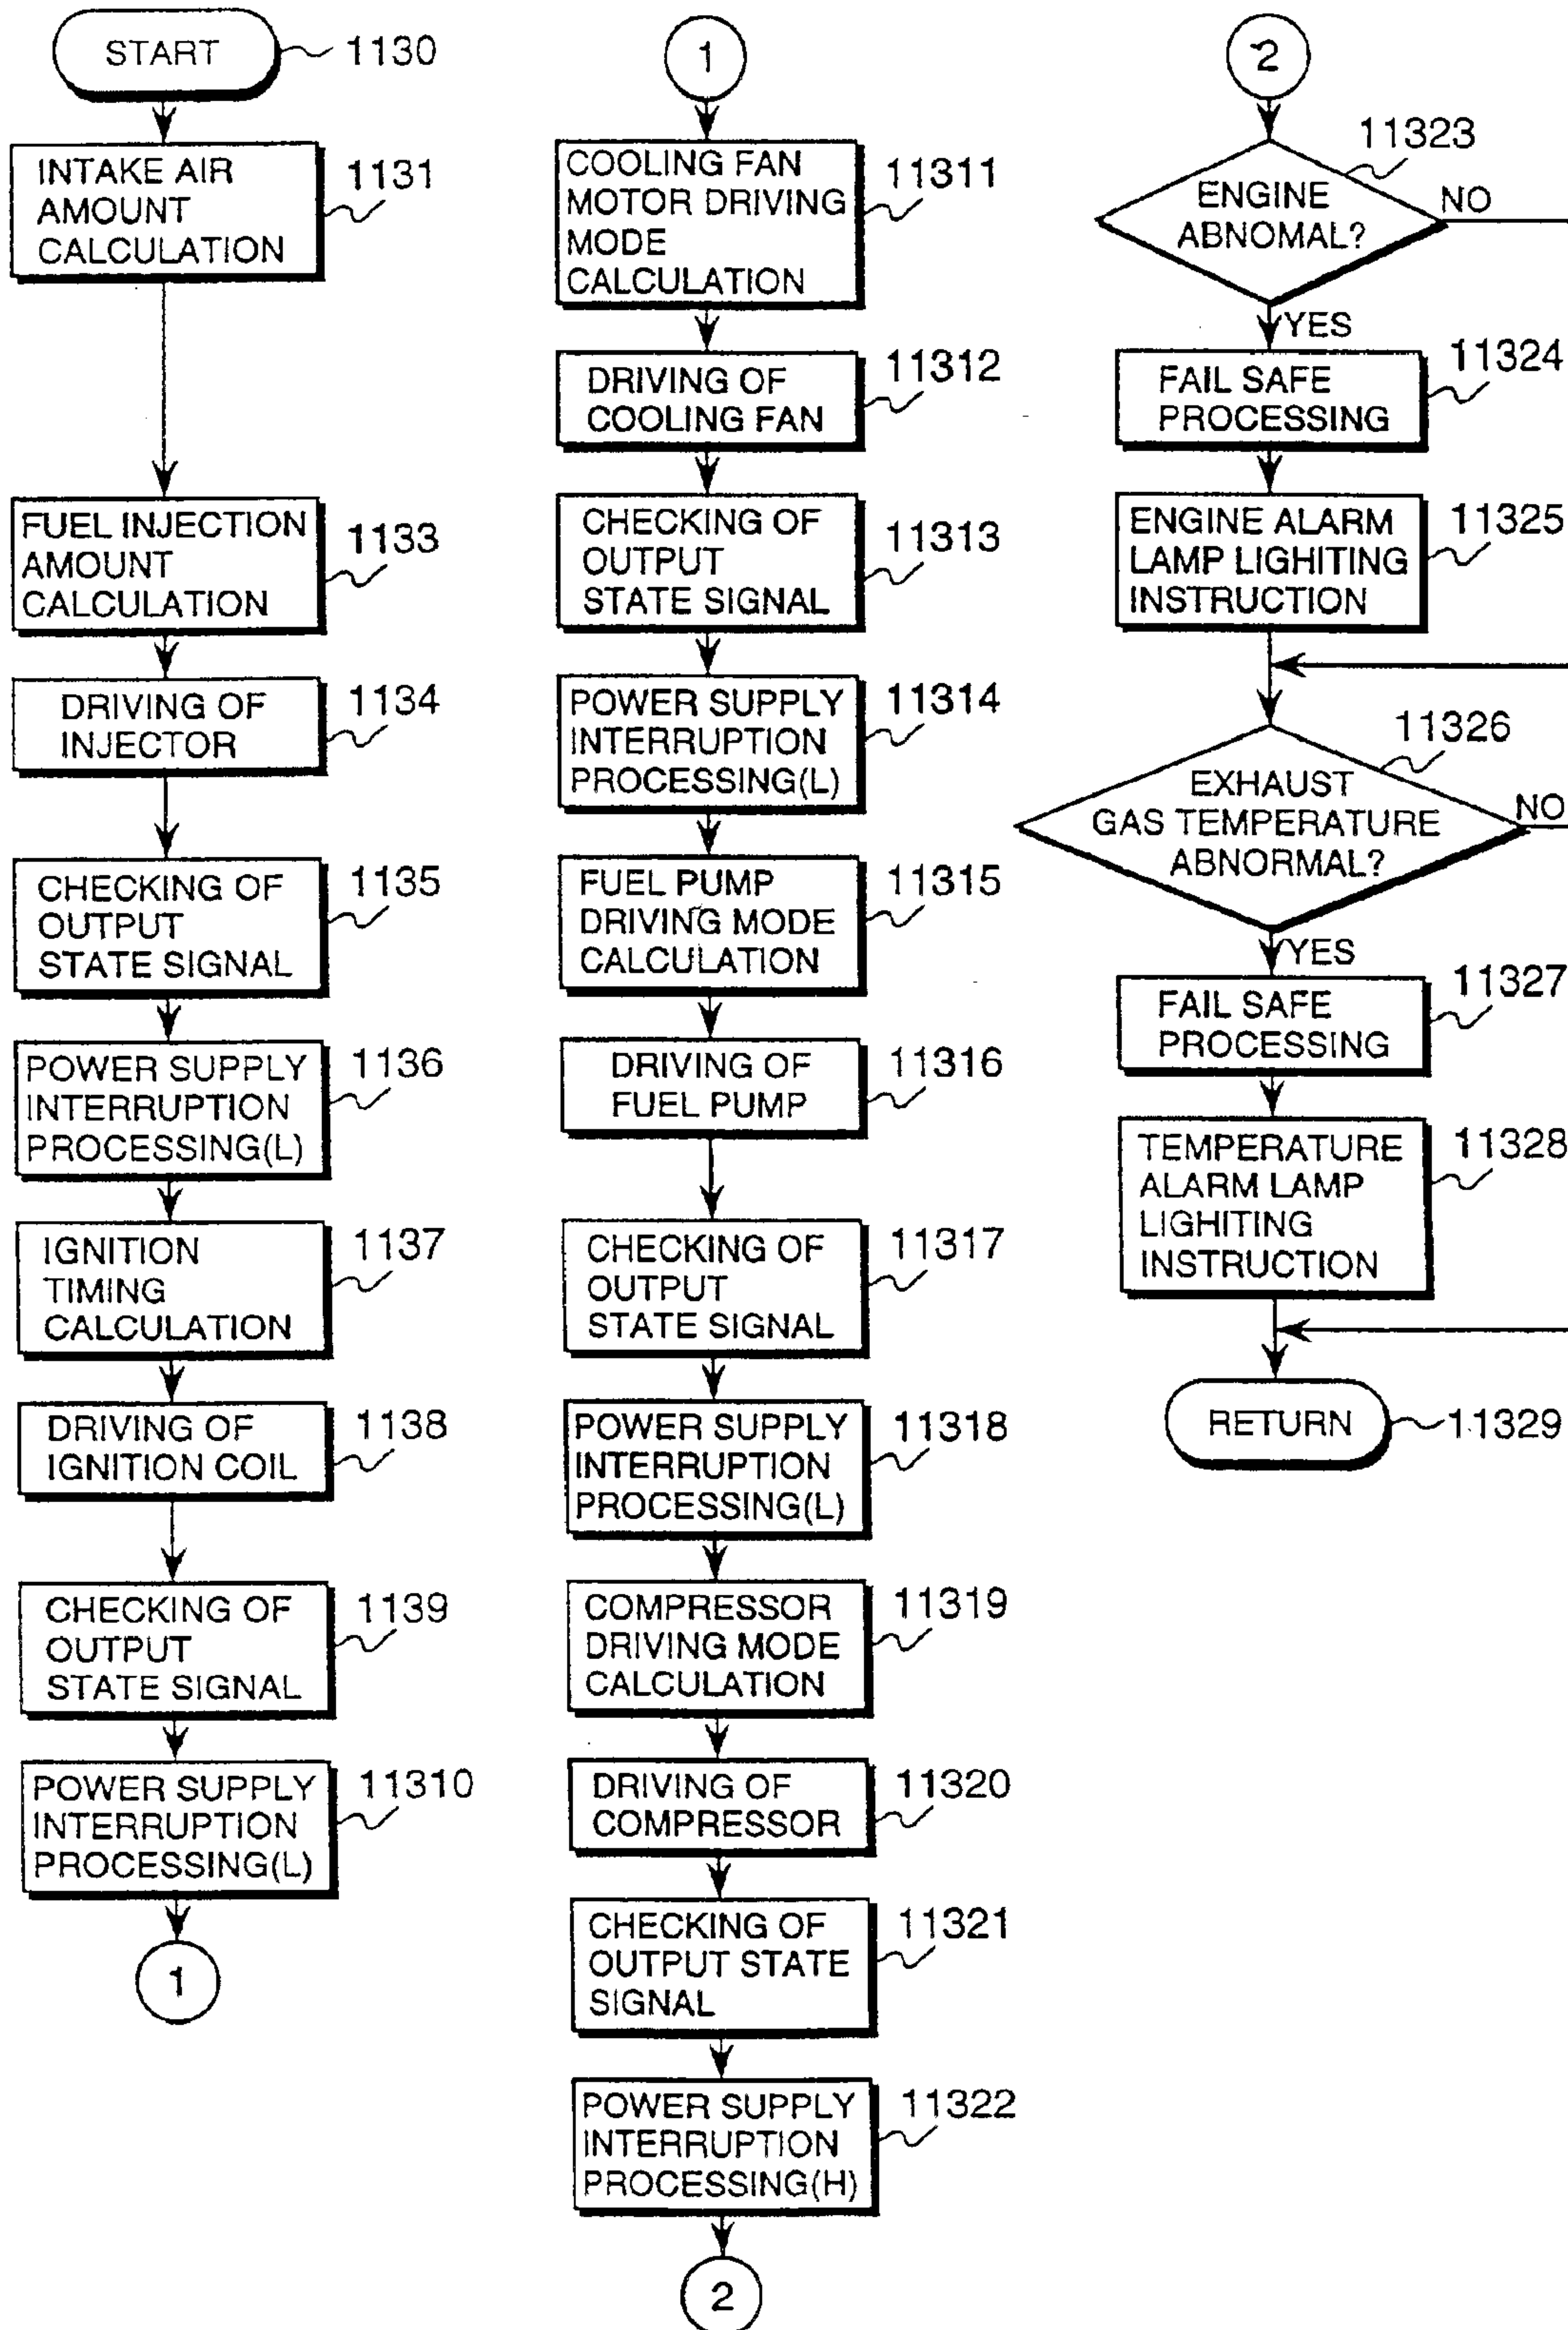 START
1130
INTAKE AIR
AMOUNT
CALCULATION
1131
FUEL INJECTION
AMOUNT
CALCULATION
1133
DRIVING OF
INJECTOR
1134
CHECKING OF
OUTPUT
STATE SIGNAL
1135
POWER SUPPLY
INTERRUPTION
PROCESSING(L)
1136
IGNITION
TIMING
CALCULATION
1137
DRIVING OF
IGNITION COIL
1138
CHECKING OF
OUTPUT
STATE SIGNAL
1139
POWER SUPPLY
INTERRUPTION
PROCESSING(L)
11310
1
1
COOLING FAN
MOTOR DRIVING
MODE
CALCULATION
11311
DRIVING OF
COOLING FAN
11312
CHECKING OF
OUTPUT
STATE SIGNAL
11313
POWER SUPPLY
INTERRUPTION
PROCESSING(L)
11314
FUEL PUMP
DRIVING MODE
CALCULATION
11315
DRIVING OF
FUEL PUMP
11316
CHECKING OF
OUTPUT
STATE SIGNAL
11317
POWER SUPPLY
INTERRUPTION
PROCESSING(L)
11318
COMPRESSOR
DRIVING MODE
CALCULATION
11319
DRIVING OF
COMPRESSOR
11320
CHECKING OF
OUTPUT STATE
SIGNAL
11321
POWER SUPPLY
INTERRUPTION
PROCESSING(H)
11322
2
2
11323
ENGINE
ABNOMAL?
NO
YES
FAIL SAFE
PROCESSING
11324
ENGINE ALARM
LAMP LIGHITING
INSTRUCTION
11325
11326
EXHAUST
GAS TEMPERATURE
ABNORMAL?
NO
YES
FAIL SAFE
PROCESSING
11327
TEMPERATURE
ALARM LAMP
LIGHITING
INSTRUCTION
11328
RETURN
11329